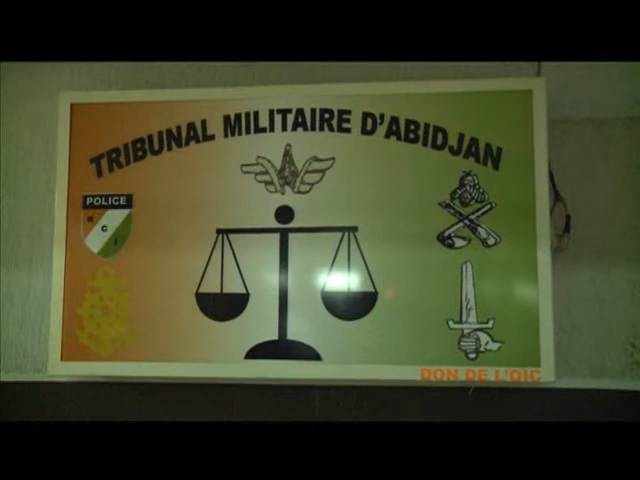 TRIBUNAL MILITAIRE D'ABIDJAN
POLICE
R
C
I
DON DE L'OIC